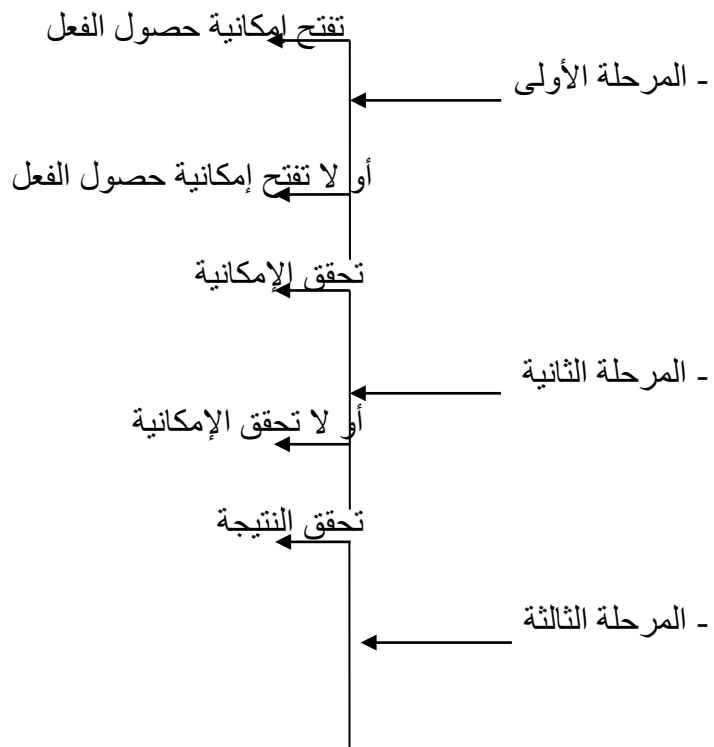 تفتح إمكانية حصول الفعل
- المرحلة الأولى
أو لا تفتح إمكانية حصول الفعل
تحقق الإمكانية
- المرحلة الثانية
أو لا تحقق الإمكانية
تحقق النتيجة
- المرحلة الثالثة